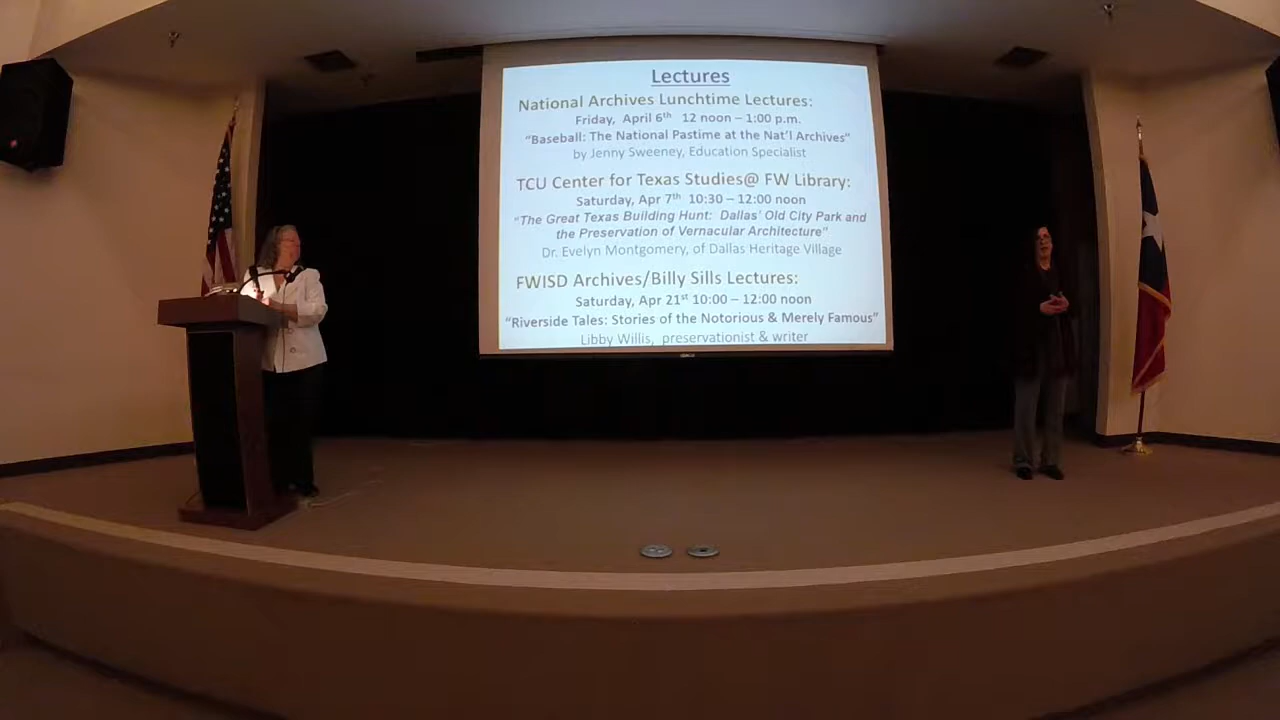 Lectures
National Archives Lunchtime Lectures:
Friday, April 6th 12 noon – 1:00 p.m.
"Baseball: The National Pastime at the Nat'l Archives"
by Jenny Sweeney, Education Specialist
TCU Center for Texas Studies@ FW Library:
Saturday, Apr 7th 10:30 – 12:00 noon
"The Great Texas Building Hunt: Dallas' Old City Park and
the Preservation of Vernacular Architecture"
Dr. Evelyn Montgomery, of Dallas Heritage Village
FWISD Archives/Billy Sills Lectures:
Saturday, Apr 21st 10:00 – 12:00 noon
"Riverside Tales: Stories of the Notorious & Merely Famous"
Libby Willis, preservationist & writer